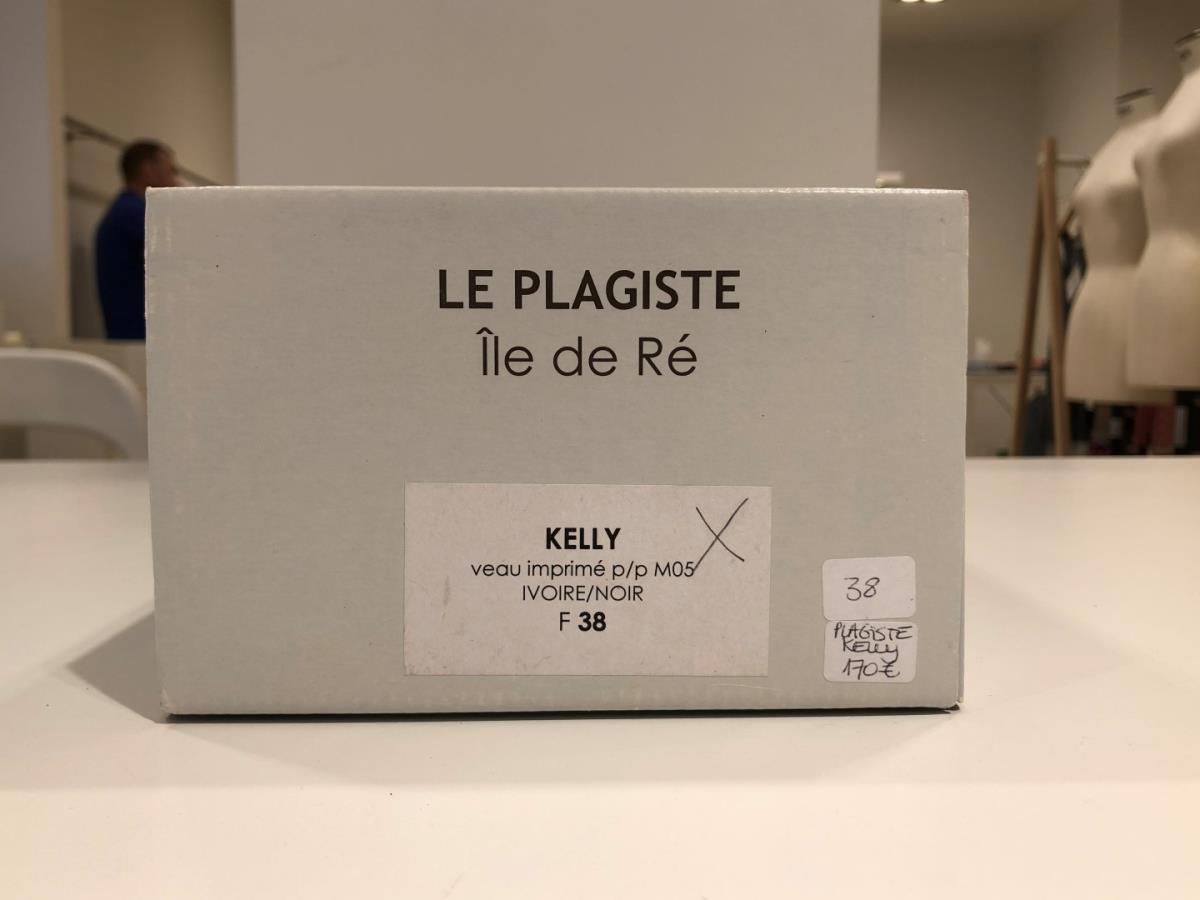 LE PLAGISTE
Île de Ré
KELLY
veau imprimé p/p M05
IVOIRE/NOIR
F 38
38
PLAGISTE
KELLY
170€